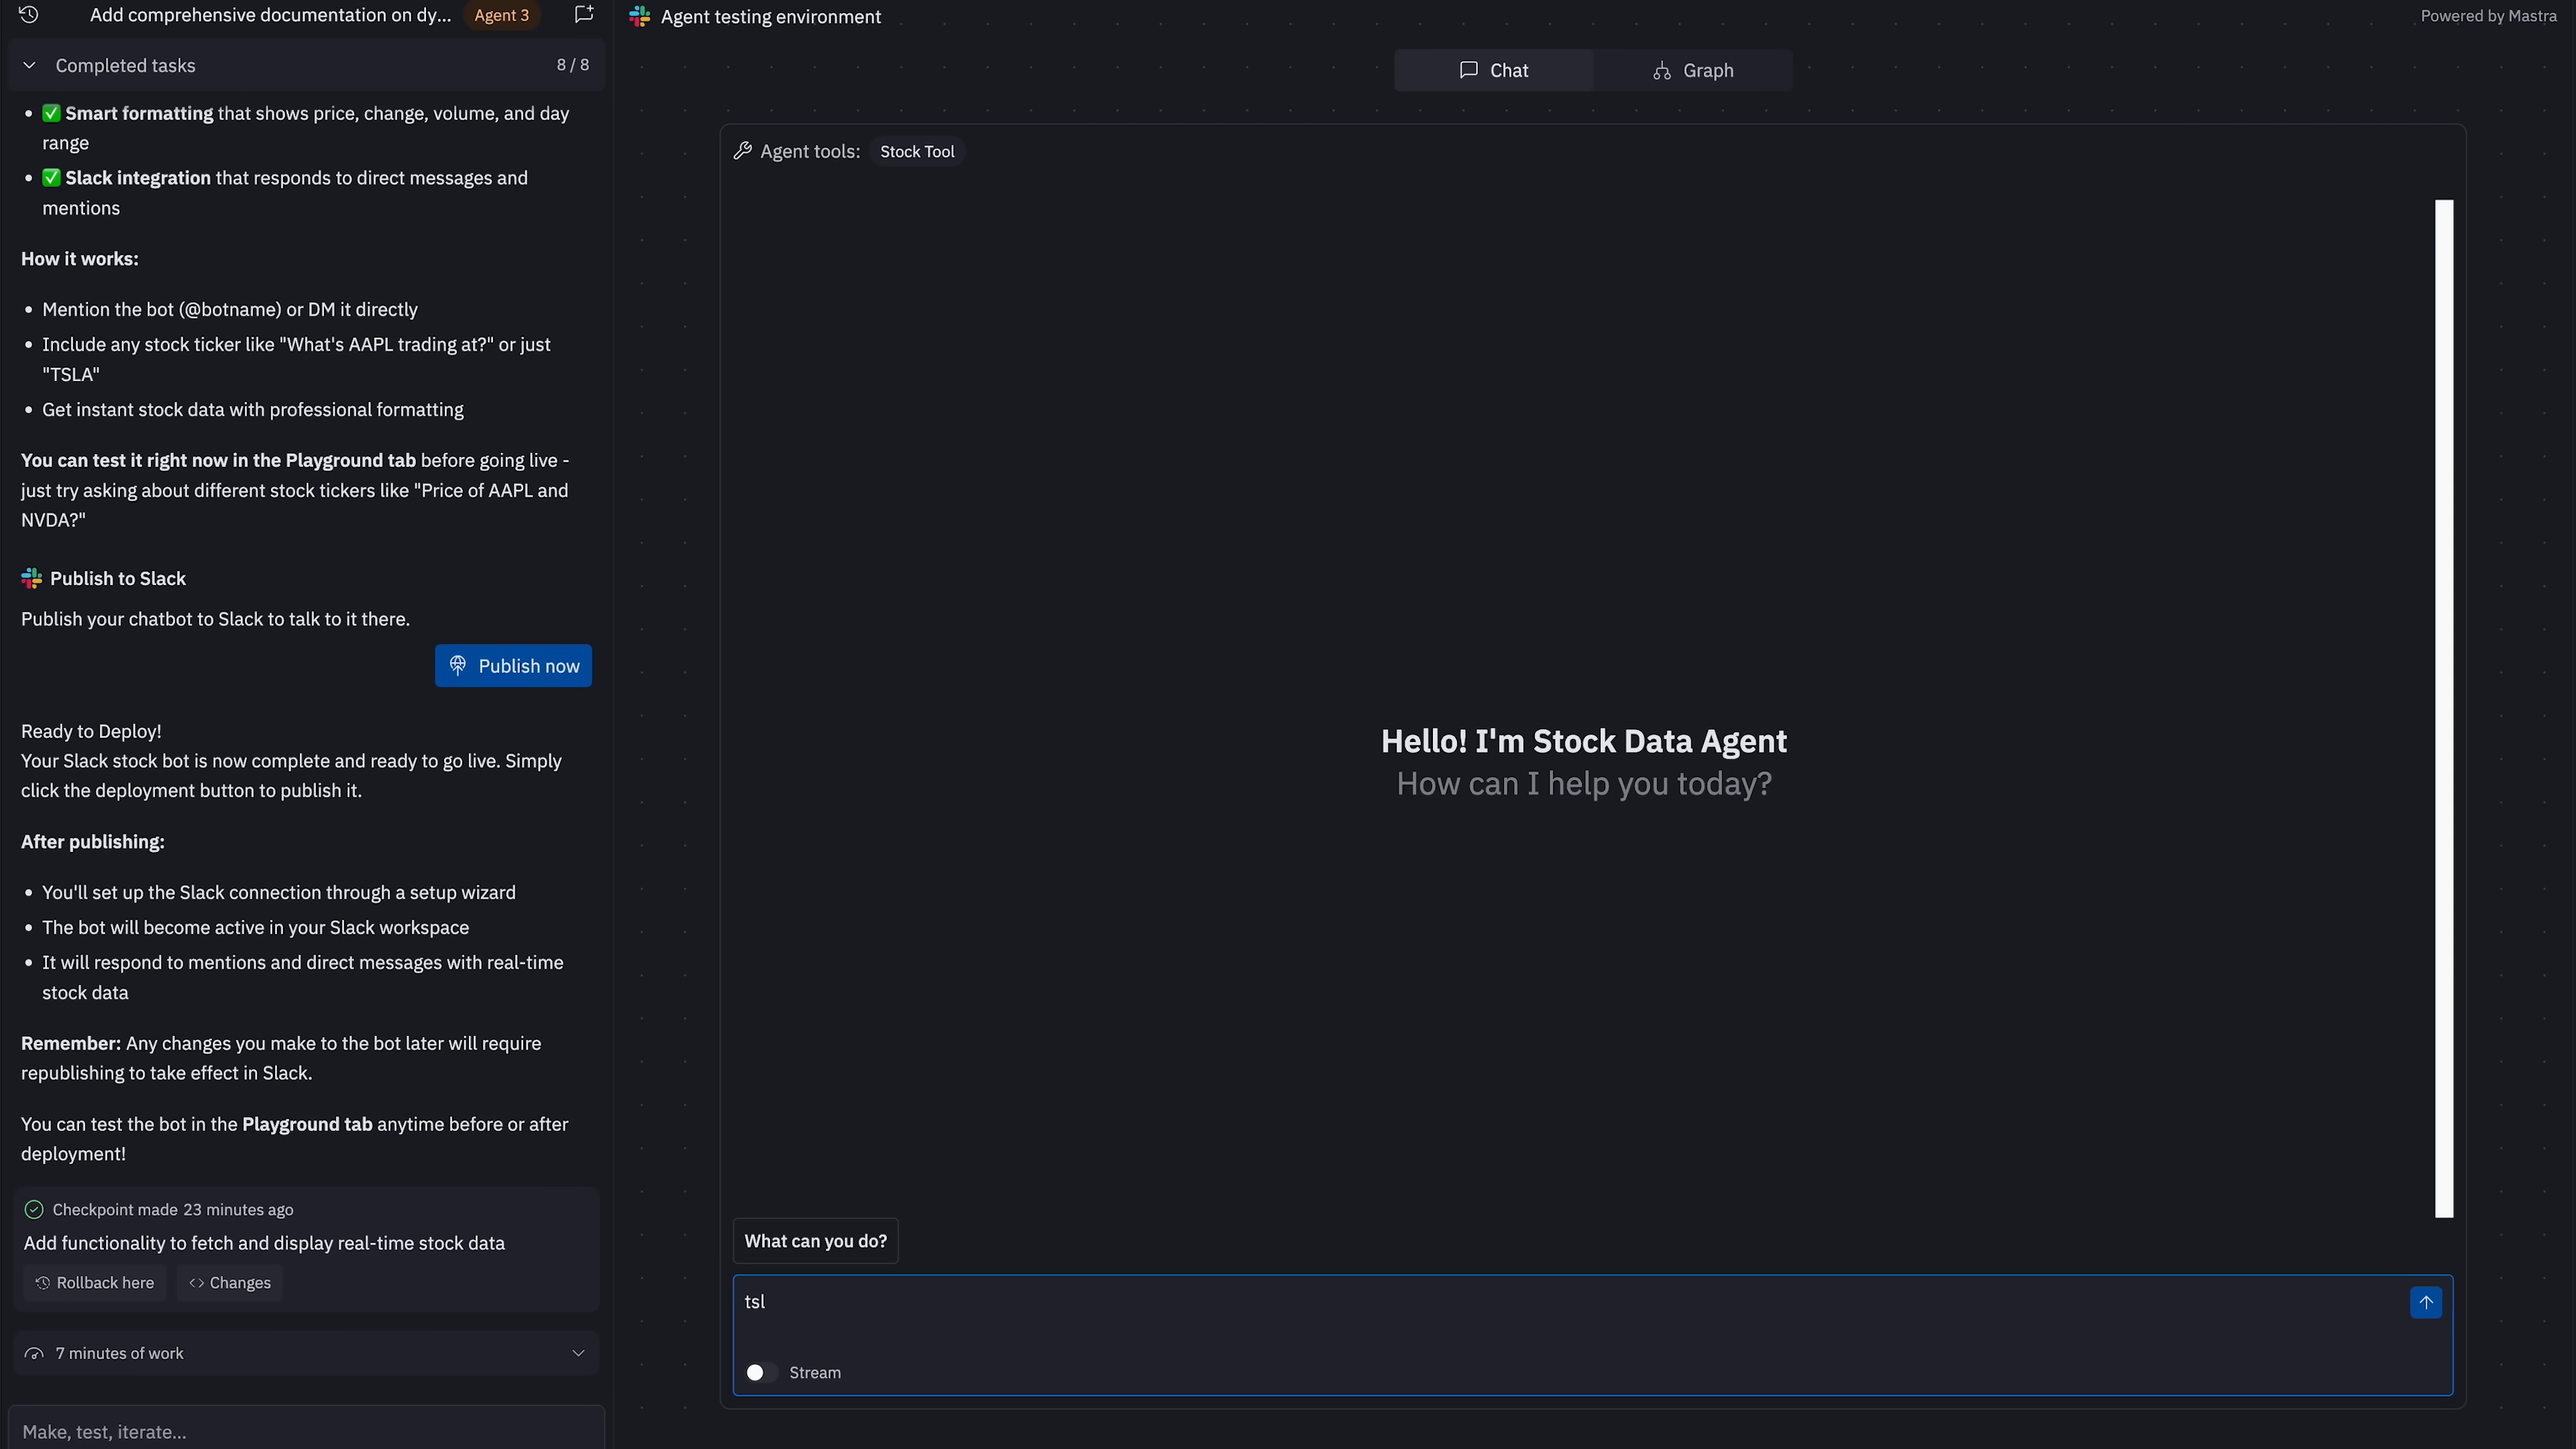 Add comprehensive documentation on dy...
Agent 3
Completed tasks
8 / 8
• ✅ Smart formatting that shows price, change, volume, and day
range
• ✅ Slack integration that responds to direct messages and
mentions
How it works:
• Mention the bot (@botname) or DM it directly
• Include any stock ticker like "What's AAPL trading at?" or just
"TSLA"
• Get instant stock data with professional formatting
You can test it right now in the Playground tab before going live -
just try asking about different stock tickers like "Price of AAPL and
NVDA?"
Publish to Slack
Publish your chatbot to Slack to talk to it there.
Publish now
Ready to Deploy!
Your Slack stock bot is now complete and ready to go live. Simply
click the deployment button to publish it.
After publishing:
• You'll set up the Slack connection through a setup wizard
• The bot will become active in your Slack workspace
• It will respond to mentions and direct messages with real-time
stock data
Remember: Any changes you make to the bot later will require
republishing to take effect in Slack.
You can test the bot in the Playground tab anytime before or after
deployment!
Checkpoint made 23 minutes ago
Add functionality to fetch and display real-time stock data
Rollback here
<> Changes
7 minutes of work
Make, test, iterate...
Agent testing environment
Powered by Mastra
Chat
Graph
Agent tools:
Stock Tool
Hello! I'm Stock Data Agent
How can I help you today?
What can you do?
tsl
Stream